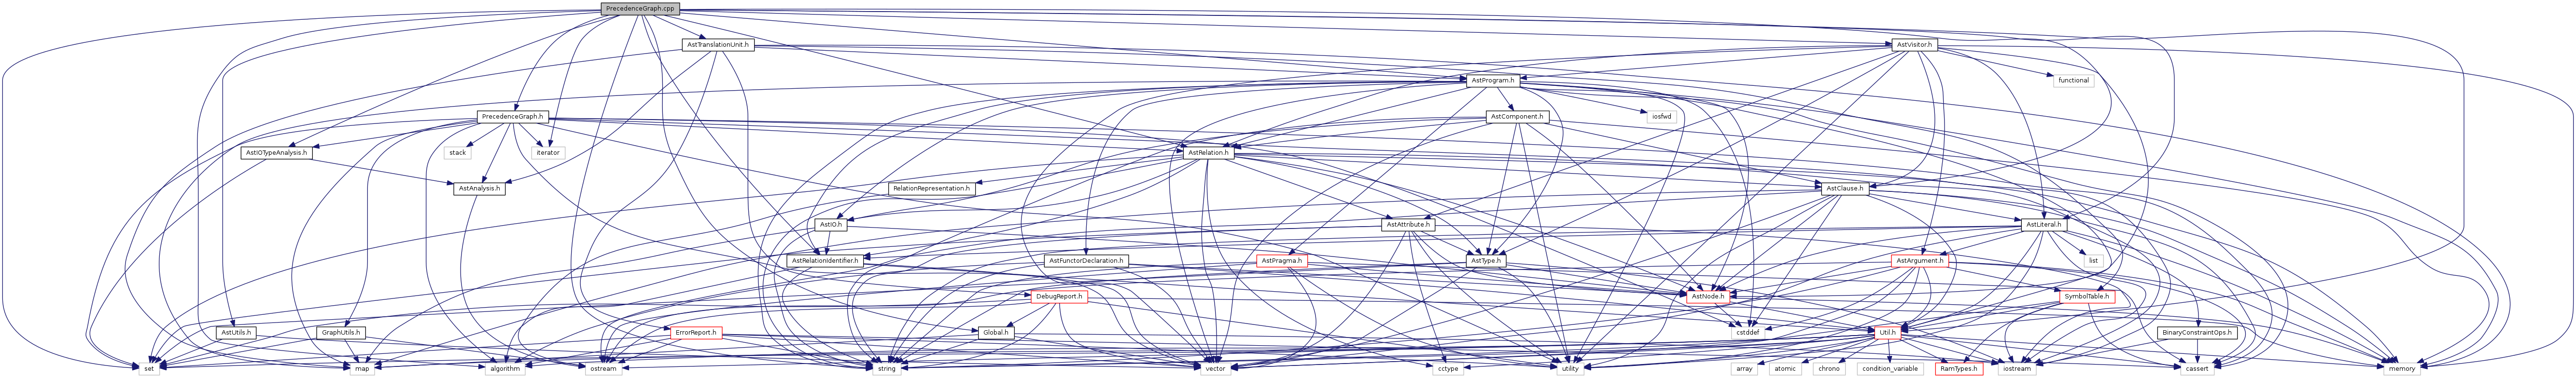 PrecedenceGraph.cpp
AstTranslationUnit.h
AstVisitor.h
AstProgram.h
functional
PrecedenceGraph.h
AstComponent.h
iosfwd
AstIOTypeAnalysis.h
stack
iterator
AstRelation.h
AstAnalysis.h
RelationRepresentation.h
AstClause.h
AstIO.h
AstAttribute.h
AstLiteral.h
AstRelationIdentifier.h
AstFunctorDeclaration.h
AstPragma.h
AstType.h
AstArgument.h
list
DebugReport.h
AstNode.h
SymbolTable.h
AstUtils.h
GraphUtils.h
ErrorReport.h
Global.h
cstddef
Util.h
BinaryConstraintOps.h
set
map
algorithm
ostream
string
vector
cctype
utility
array
atomic
chrono
condition_variable
RamTypes.h
iostream
cassert
memory